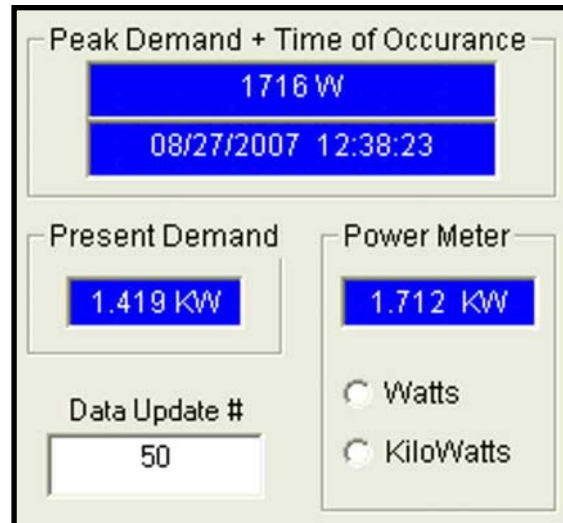 Peak Demand + Time of Occurance
1716 W
08/27/2007 12:38:23
Present Demand
1.419 KW
Power Meter
1.712 KW
Watts
KiloWatts
Data Update #
50